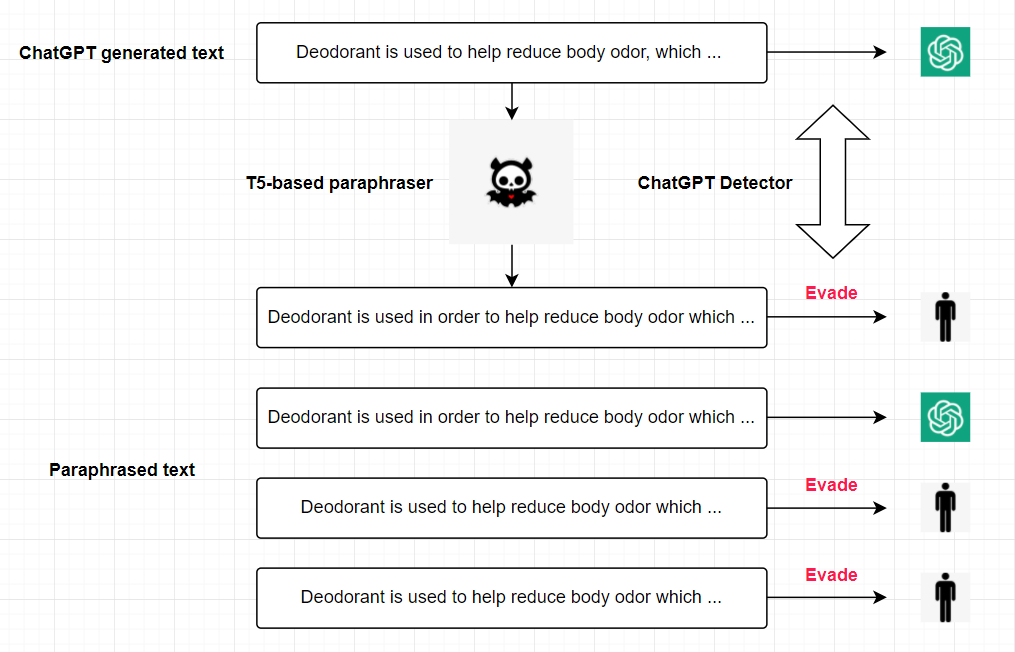 ChatGPT generated text
Deodorant is used to help reduce body odor, which ...
T5-based paraphraser
ChatGPT Detector
Evade
Deodorant is used in order to help reduce body odor which ...
Deodorant is used in order to help reduce body odor which ...
Paraphrased text
Evade
Deodorant is used to help reduce body odor which ...
Evade
Deodorant is used to help reduce body odor which ...